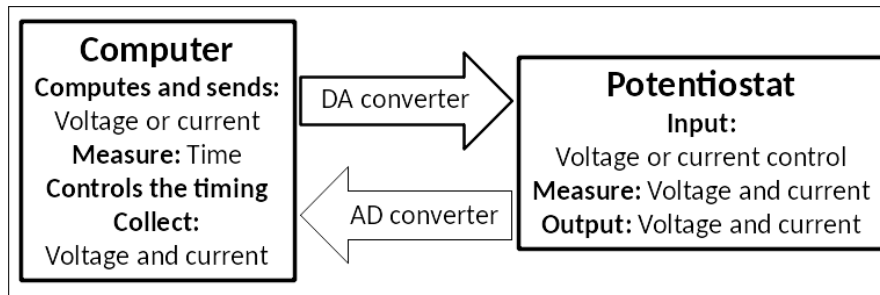 Computer
Computes and sends:
Voltage or current
Measure: Time
Controls the timing
Collect:
Voltage and current
DA converter
AD converter
Potentiostat
Input:
Voltage or current control
Measure: Voltage and current
Output: Voltage and current